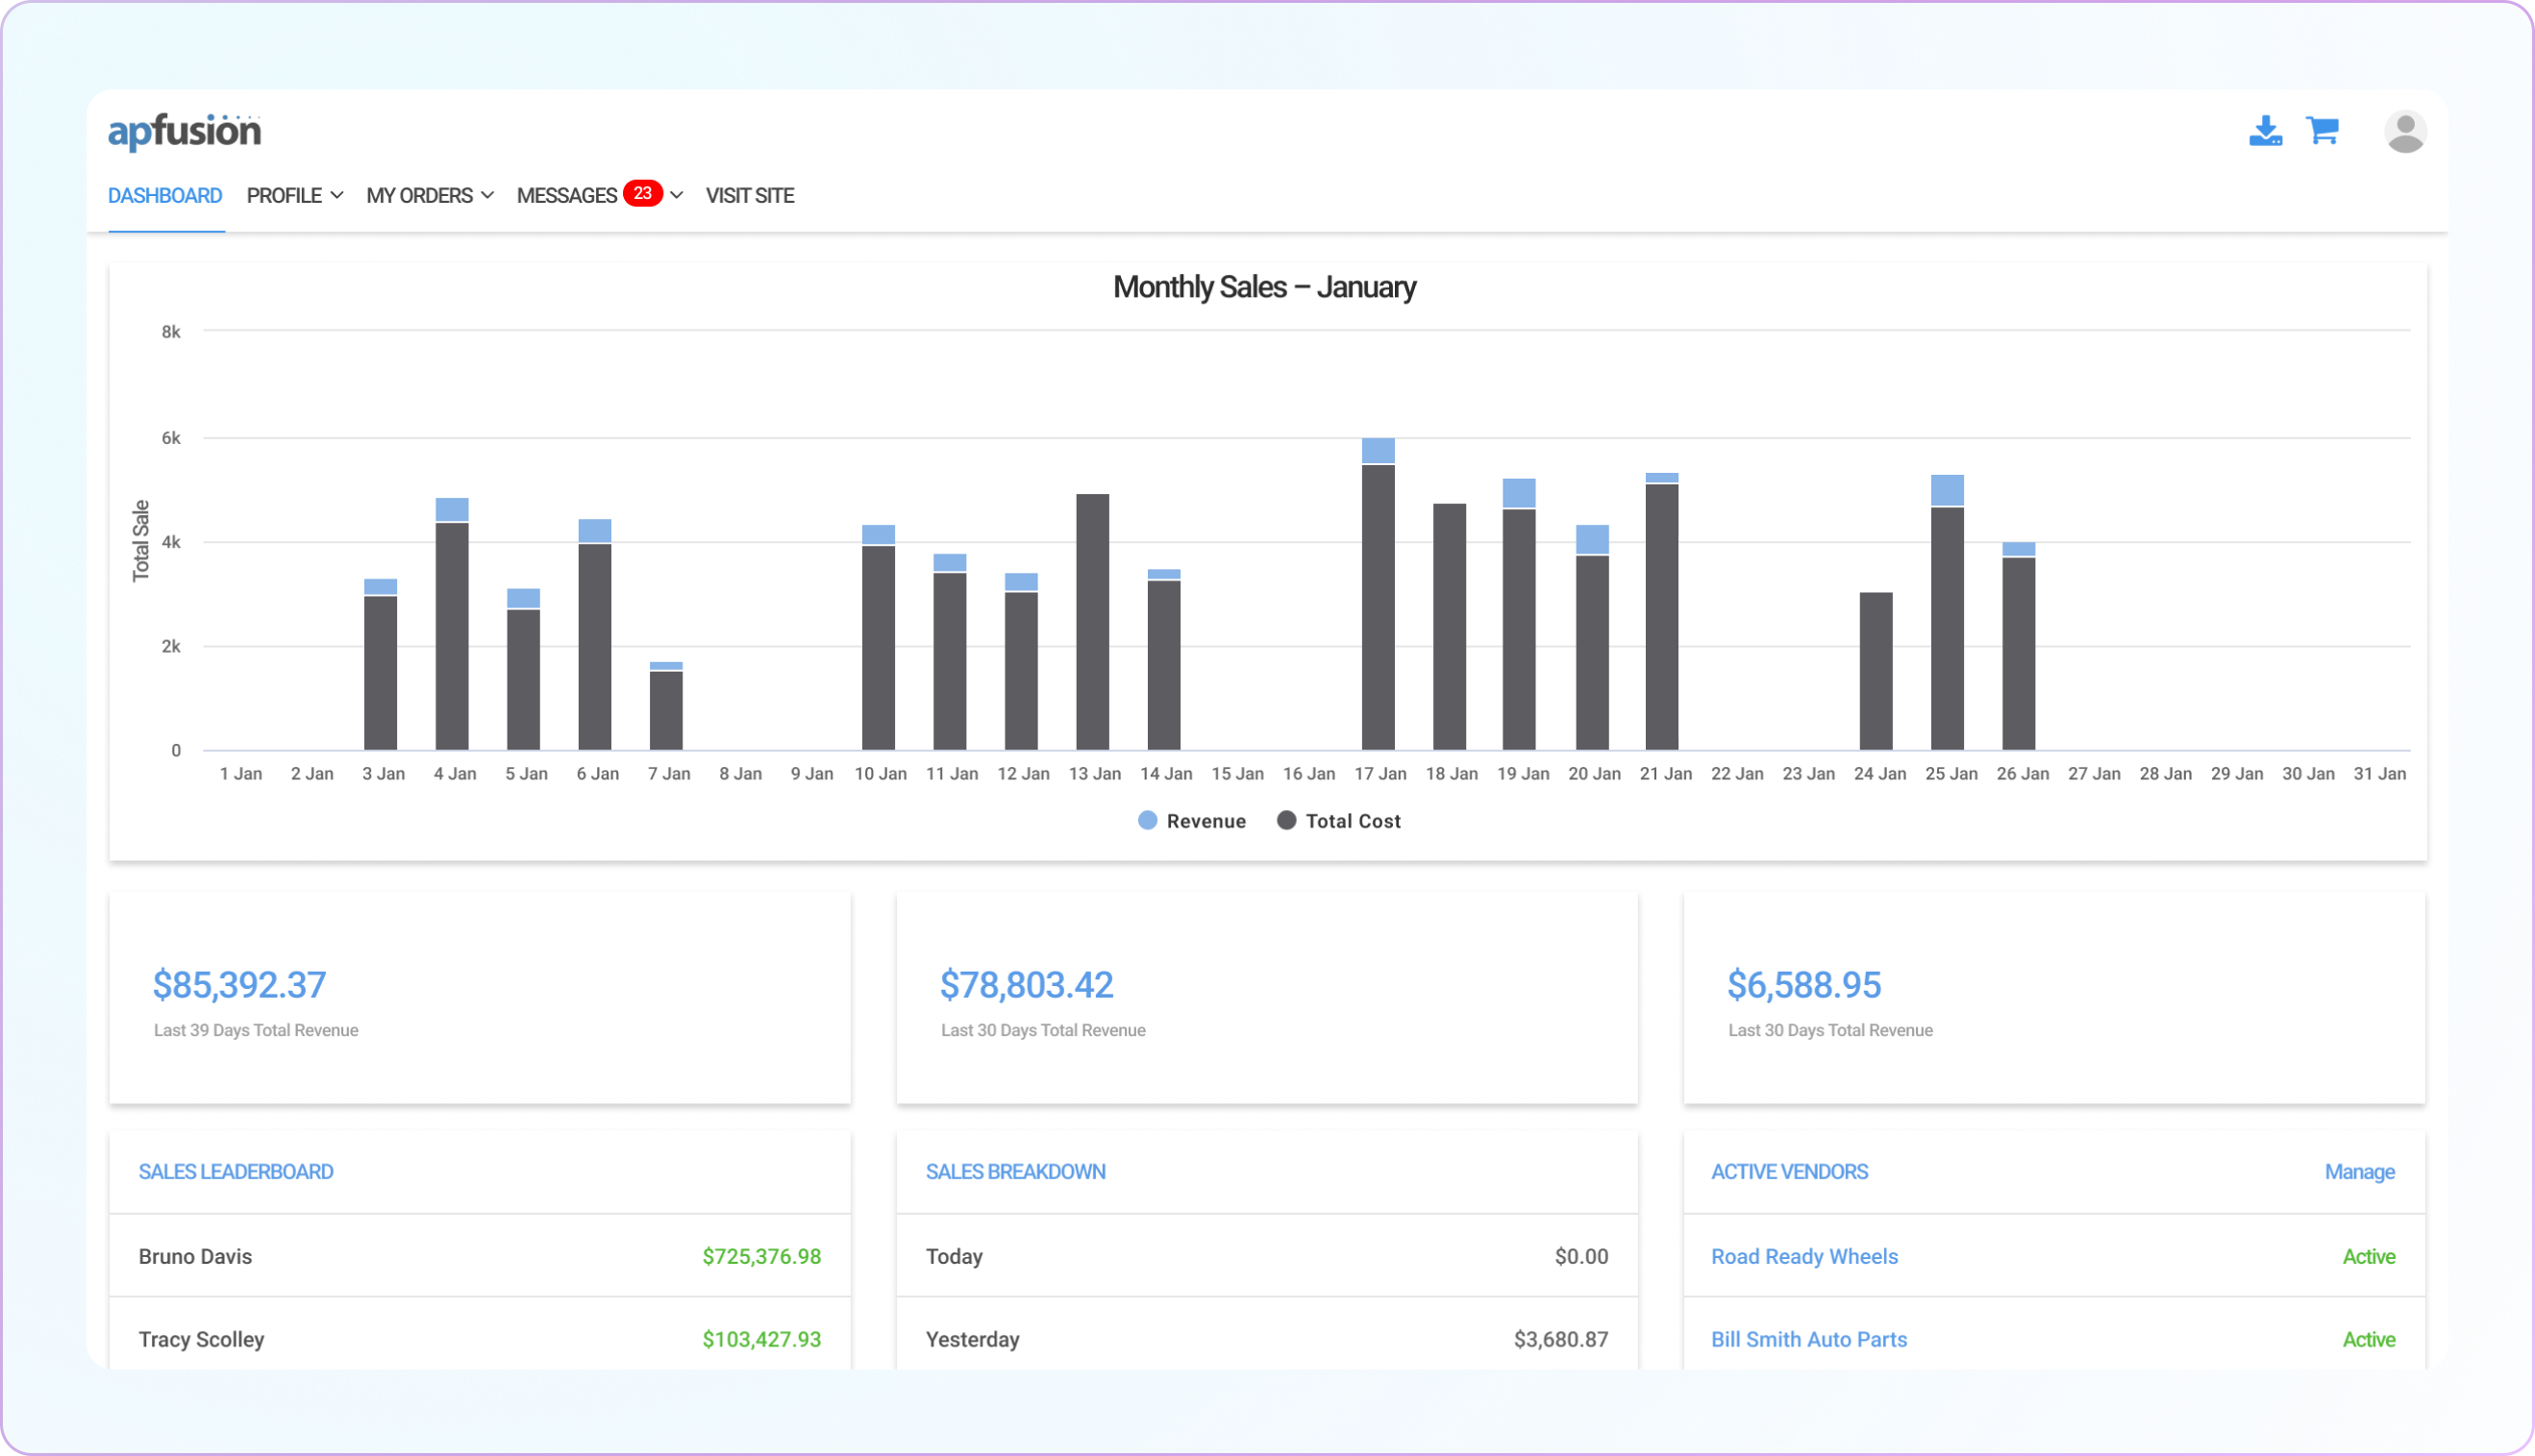 apfusion
DASHBOARD PROFILE MY ORDERS MESSAGES 23 VISIT SITE
Monthly Sales – January
8k
6k
4k
2k
0
Total Sale
1 Jan 2 Jan 3 Jan 4 Jan 5 Jan 6 Jan 7 Jan 8 Jan 9 Jan 10 Jan 11 Jan 12 Jan 13 Jan 14 Jan 15 Jan 16 Jan 17 Jan 18 Jan 19 Jan 20 Jan 21 Jan 22 Jan 23 Jan 24 Jan 25 Jan 26 Jan 27 Jan 28 Jan 29 Jan 30 Jan 31 Jan
Revenue Total Cost
$85,392.37
Last 39 Days Total Revenue
$78,803.42
Last 30 Days Total Revenue
$6,588.95
Last 30 Days Total Revenue
SALES LEADERBOARD
Bruno Davis $725,376.98
Tracy Scolley $103,427.93
SALES BREAKDOWN
Today $0.00
Yesterday $3,680.87
ACTIVE VENDORS Manage
Road Ready Wheels Active
Bill Smith Auto Parts Active